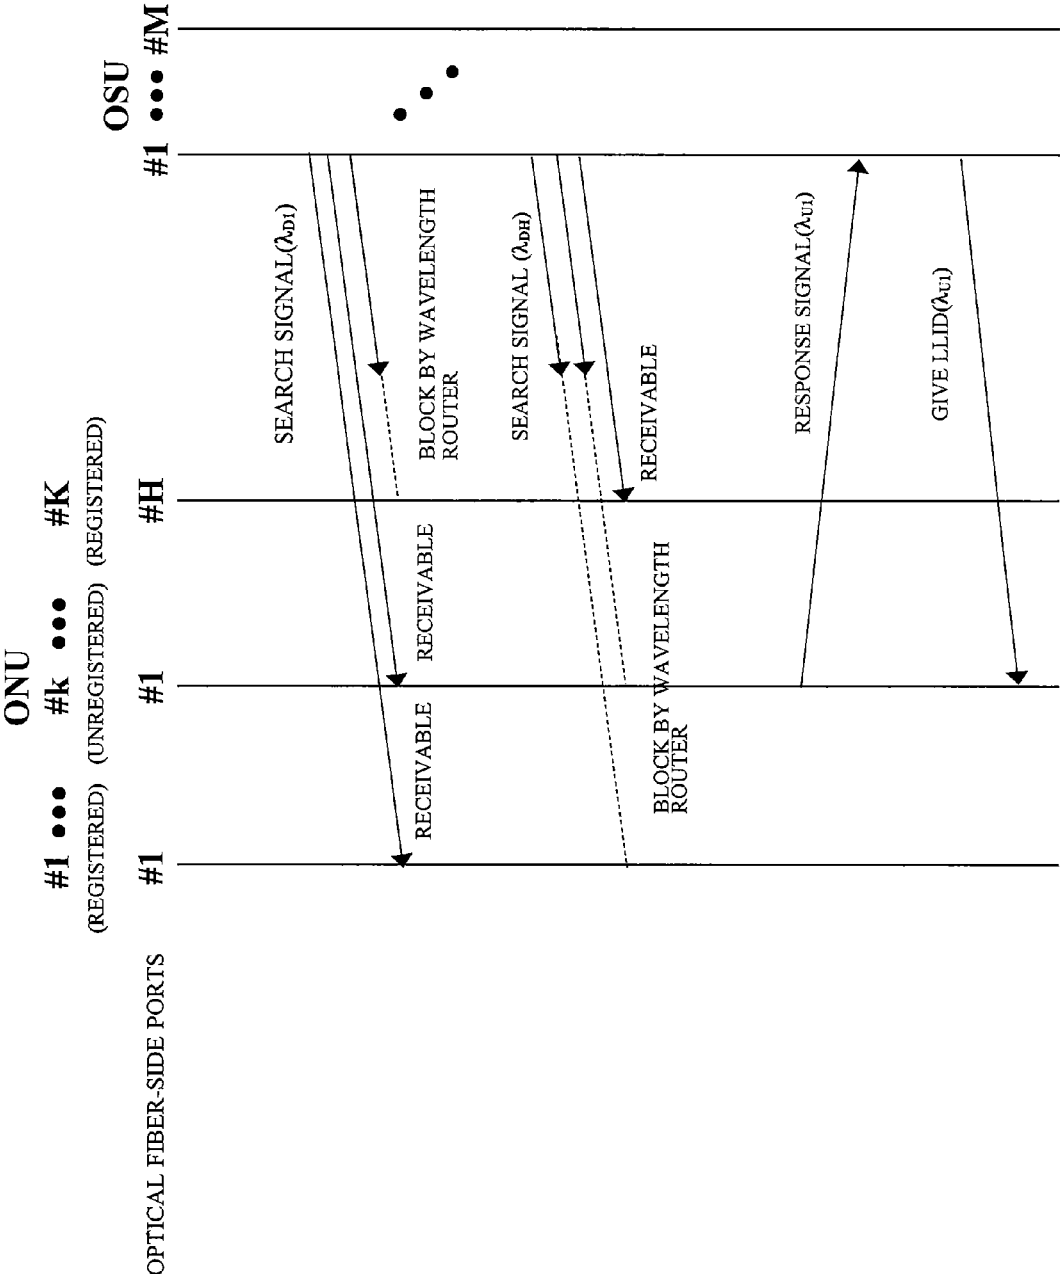 ONU
#1 ••• #k ••• #K
(REGISTERED) (UNREGISTERED) (REGISTERED)
OSU
OPTICAL FIBER-SIDE PORTS #1 #1 #H #1 ••• #M
SEARCH SIGNAL(λD1)
RECEIVABLE
RECEIVABLE
BLOCK BY WAVELENGTH
ROUTER
SEARCH SIGNAL (λDH)
RECEIVABLE
BLOCK BY WAVELENGTH
ROUTER
RESPONSE SIGNAL(λU1)
GIVE LLID(λU1)